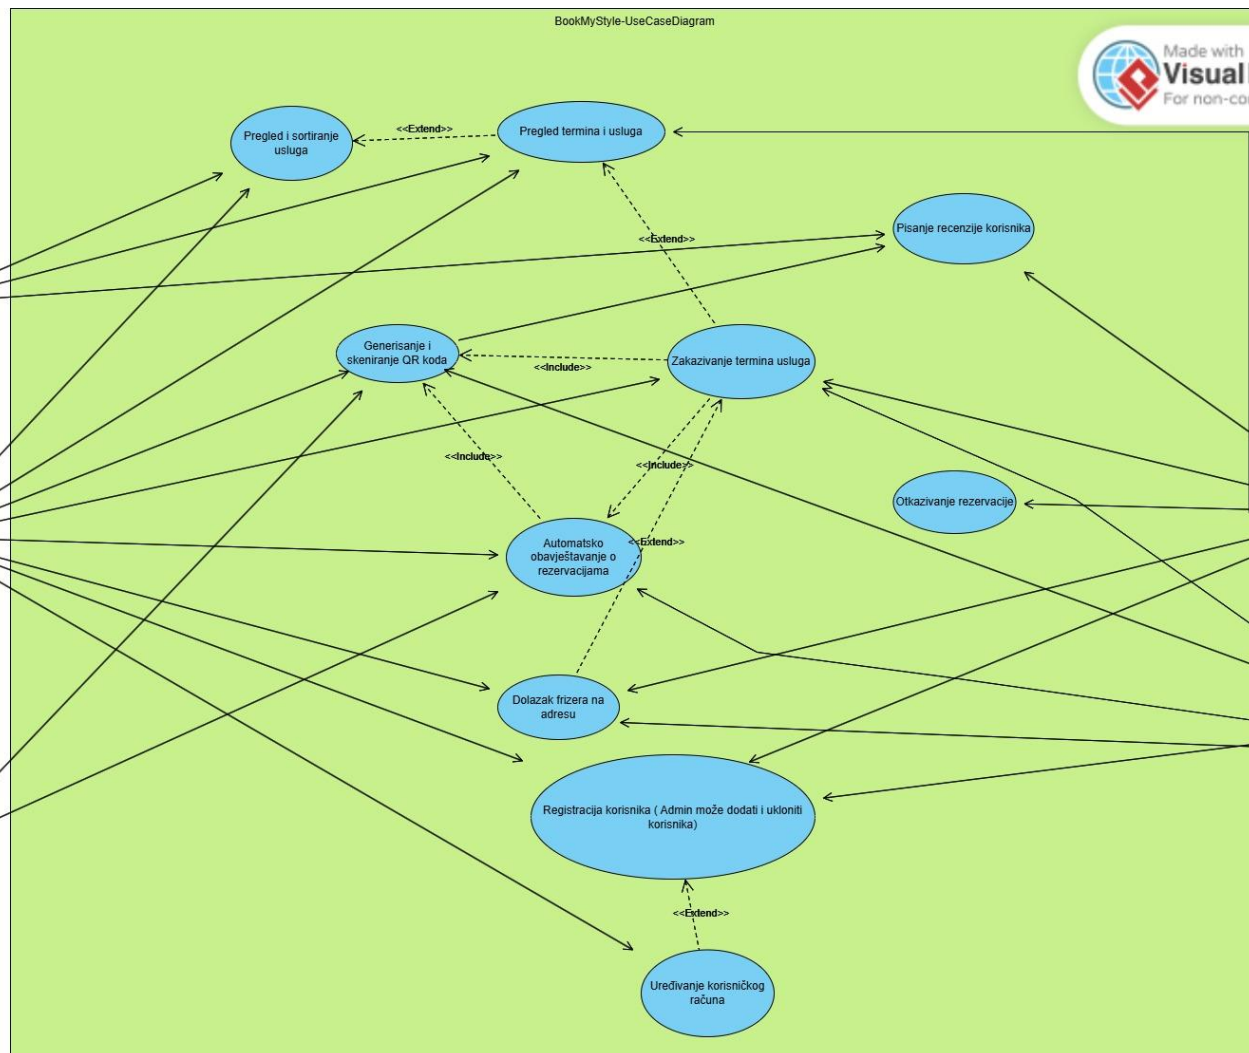 BookMyStyle-UseCaseDiagram
Made with
Visual
For non-co
<<Extend>>
Pregled i sortiranje
usluga
Pregled termina i usluga
Pisanje recenzije korisnika
<<Extend>>
Generisanje i
skeniranje QR koda
<<Include>>
Zakazivanje termina usluga
<<Include>>
<<Include>>
Otkazivanje rezervacije
Automatsko
obavještavanje o
rezervacijama
<<Extend>>
Dolazak frizera na
adresu
Registracija korisnika ( Admin može dodati i ukloniti
korisnika)
<<Extend>>
Uređivanje korisničkog
računa